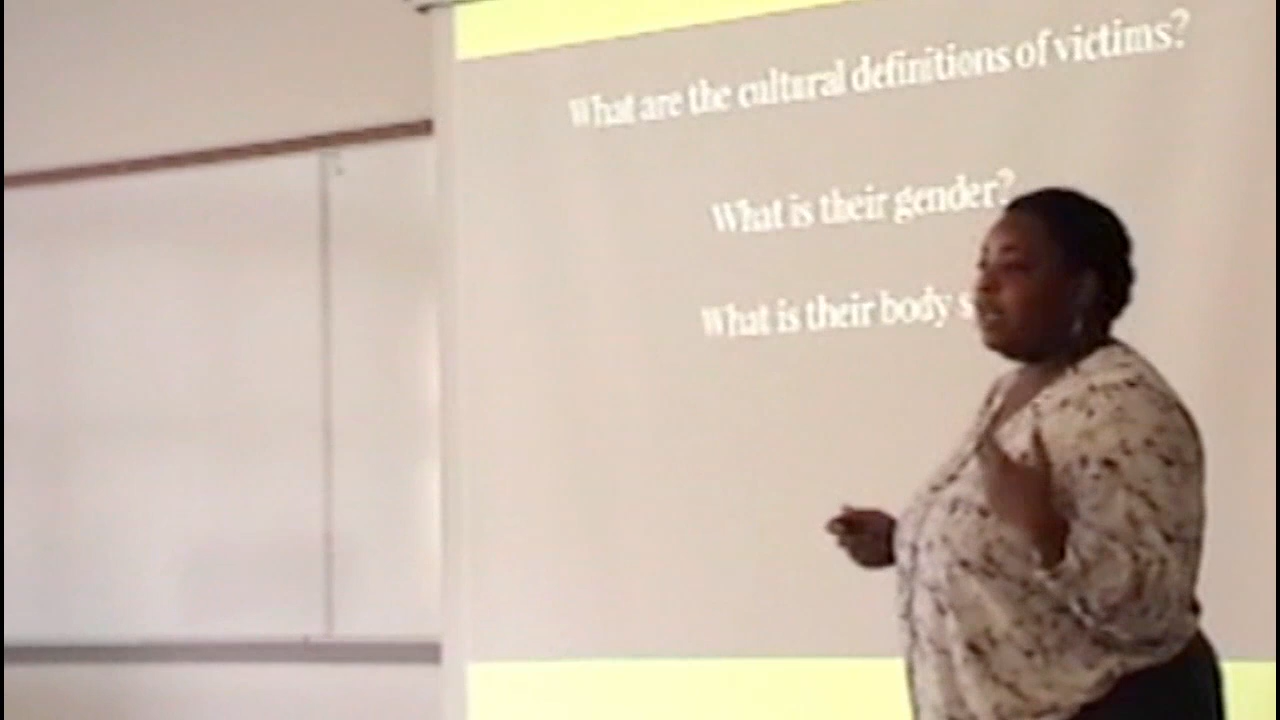 What are the cultural definitions of victims?
What is their gender?
What is their body s